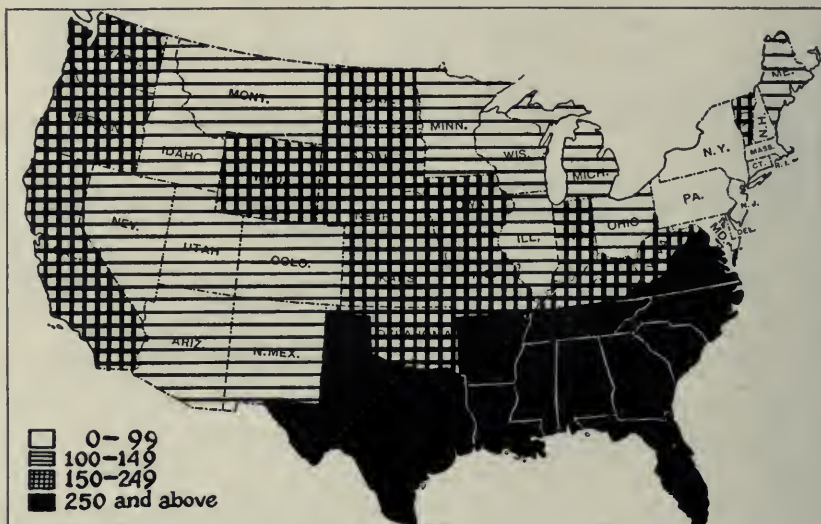 ME.
MONT.
MINN.
N.H.
IDAHO
WIS.
N.Y.
MASS.
CT. R.I.
MICH.
PA.
NEV.
OHIO
N.J.
ILL.
UTAH
MD. DEL.
COLO.
ARIZ.
N.MEX.
0-99
100-149
150-249
250 and above